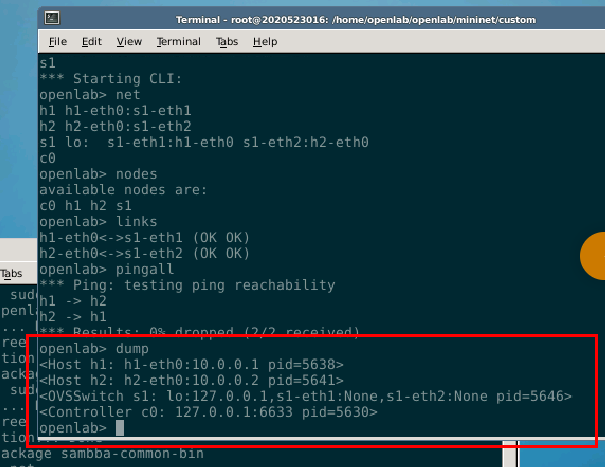 Terminal - root@2020523016: /home/openlab/openlab/mininet/custom
File Edit View Terminal Tabs Help
s1
*** Starting CLI:
openlab> net
h1 h1-eth0:s1-eth1
h2 h2-eth0:s1-eth2
s1 lo:  s1-eth1:h1-eth0 s1-eth2:h2-eth0
c0
openlab> nodes
available nodes are:
c0 h1 h2 s1
openlab> links
h1-eth0<->s1-eth1 (OK OK)
h2-eth0<->s1-eth2 (OK OK)
openlab> pingall
*** Ping: testing ping reachability
h1 -> h2
h2 -> h1
*** Results: 0% dropped (2/2 received)
openlab> dump
<Host h1: h1-eth0:10.0.0.1 pid=5638>
<Host h2: h2-eth0:10.0.0.2 pid=5641>
<OVSSwitch s1: lo:127.0.0.1,s1-eth1:None,s1-eth2:None pid=5646>
<Controller c0: 127.0.0.1:6633 pid=5630>
openlab>
Tabs
sud
penl
...
ree
tion
ackag
sud
...
ree
tion
ackage sambba-common-bin